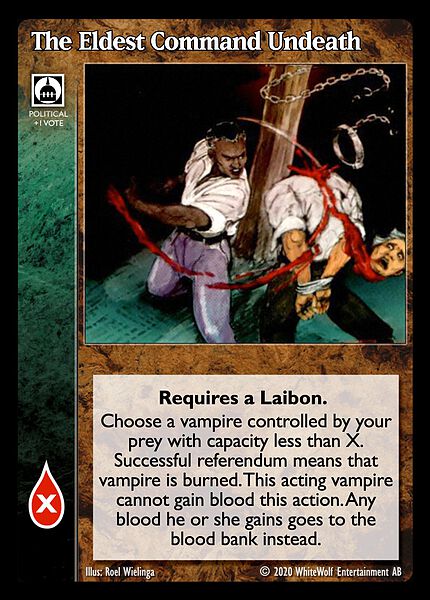 The Eldest Command Undeath
POLITICAL
+1 VOTE
Requires a Laibon.
Choose a vampire controlled by your
prey with capacity less than X.
Successful referendum means that
vampire is burned.This acting vampire
cannot gain blood this action.Any
blood he or she gains goes to the
blood bank instead.
X
Illus: Roel Wielinga
© 2020 WhiteWolf Entertainment AB